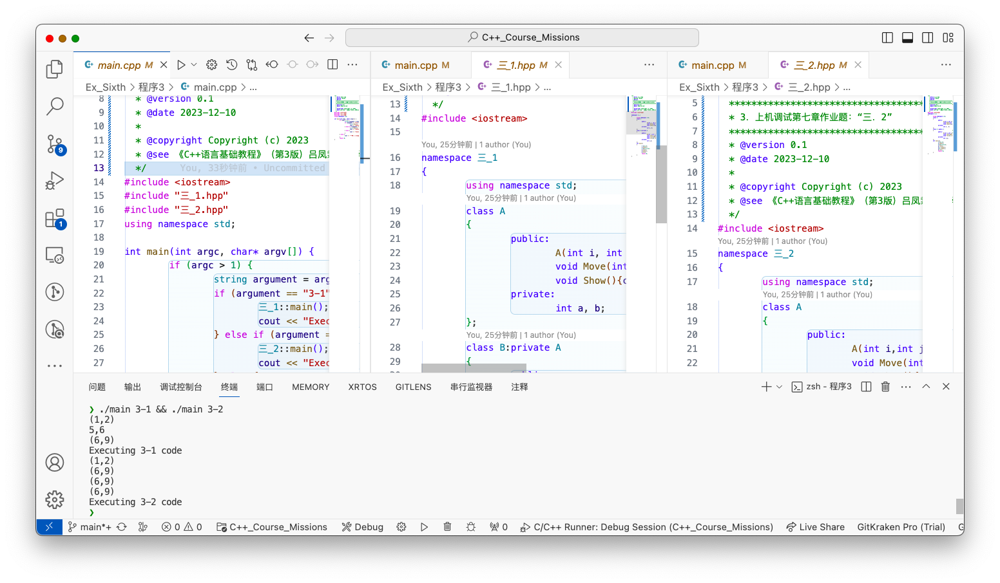 C++_Course_Missions
main.cpp M
main.cpp M
三_1.hpp M
main.cpp M
三_2.hpp M
Ex_Sixth > 程序3 > main.cpp > ...
8 * @version 0.1
9 * @date 2023-12-10
10 *
11 * @copyright Copyright (c) 2023
12 * @see 《C++语言基础教程》（第3版）吕凤
13 */ You, 33秒钟前 • Uncommitted
14 #include <iostream>
15 #include "三_1.hpp"
16 #include "三_2.hpp"
17 using namespace std;
18
19 int main(int argc, char* argv[]) {
20 if (argc > 1) {
21 string argument = arg
22 if (argument == "3-1"
23 三_1::main();
24 cout << "Exec
25 } else if (argument =
26 三_2::main();
27 cout << "Exec
Ex_Sixth > 程序3 > 三_1.hpp > ...
13 */
14 #include <iostream>
15
You, 25分钟前 | 1 author (You)
16 namespace 三_1
17 {
18 using namespace std;
You, 25分钟前 | 1 author (You)
19 class A
20 {
21 public:
22 A(int i, int
23 void Move(int
24 void Show(){c
25 private:
26 int a, b;
27 };
You, 25分钟前 | 1 author (You)
28 class B:private A
29 {
Ex_Sixth > 程序3 > 三_2.hpp > ...
5 ***********************************
6 * 3. 上机调试第七章作业题：“三. 2”
7 ***********************************
8 * @version 0.1
9 * @date 2023-12-10
10 *
11 * @copyright Copyright (c) 2023
12 * @see 《C++语言基础教程》（第3版）吕凤
13 */
14 #include <iostream>
You, 25分钟前 | 1 author (You)
15 namespace 三_2
16 {
17 using namespace std;
You, 25分钟前 | 1 author (You)
18 class A
19 {
20 public:
21 A(int i,int j
22 void Move(int
9
1
问题 输出 调试控制台 终端 端口 MEMORY XRTOS GITLENS 串行监视器 注释
zsh - 程序3
❯ ./main 3-1 && ./main 3-2
(1,2)
5,6
(6,9)
Executing 3-1 code
(1,2)
(6,9)
(6,9)
(6,9)
Executing 3-2 code
❯
main*+ 0 0 C++_Course_Missions Debug 0 C/C++ Runner: Debug Session (C++_Course_Missions) Live Share GitKraken Pro (Trial) G